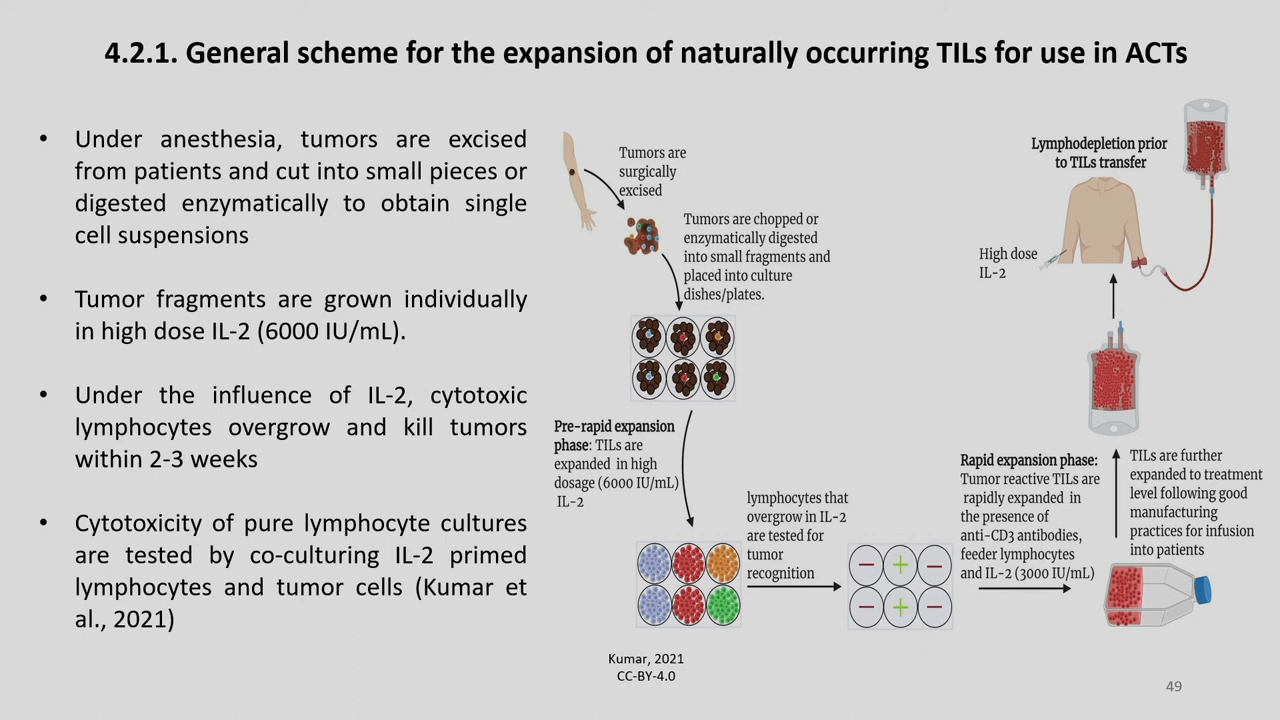 4.2.1. General scheme for the expansion of naturally occurring TILs for use in ACTs
• Under anesthesia, tumors are excised
from patients and cut into small pieces or
digested enzymatically to obtain single
cell suspensions
• Tumor fragments are grown individually
in high dose IL-2 (6000 IU/mL).
• Under the influence of IL-2, cytotoxic
lymphocytes overgrow and kill tumors
within 2-3 weeks
• Cytotoxicity of pure lymphocyte cultures
are tested by co-culturing IL-2 primed
lymphocytes and tumor cells (Kumar et
al., 2021)
Tumors are
surgically
excised
Tumors are chopped or
enzymatically digested
into small fragments and
placed into culture
dishes/plates.
Pre-rapid expansion
phase: TILs are
expanded in high
dosage (6000 IU/mL)
IL-2
lymphocytes that
overgrow in IL-2
are tested for
tumor
recognition
− + −
− + −
Rapid expansion phase:
Tumor reactive TILs are
rapidly expanded in
the presence of
anti-CD3 antibodies,
feeder lymphocytes
and IL-2 (3000 IU/mL)
TILs are further
expanded to treatment
level following good
manufacturing
practices for infusion
into patients
High dose
IL-2
Lymphodepletion prior
to TILs transfer
Kumar, 2021
CC-BY-4.0
49